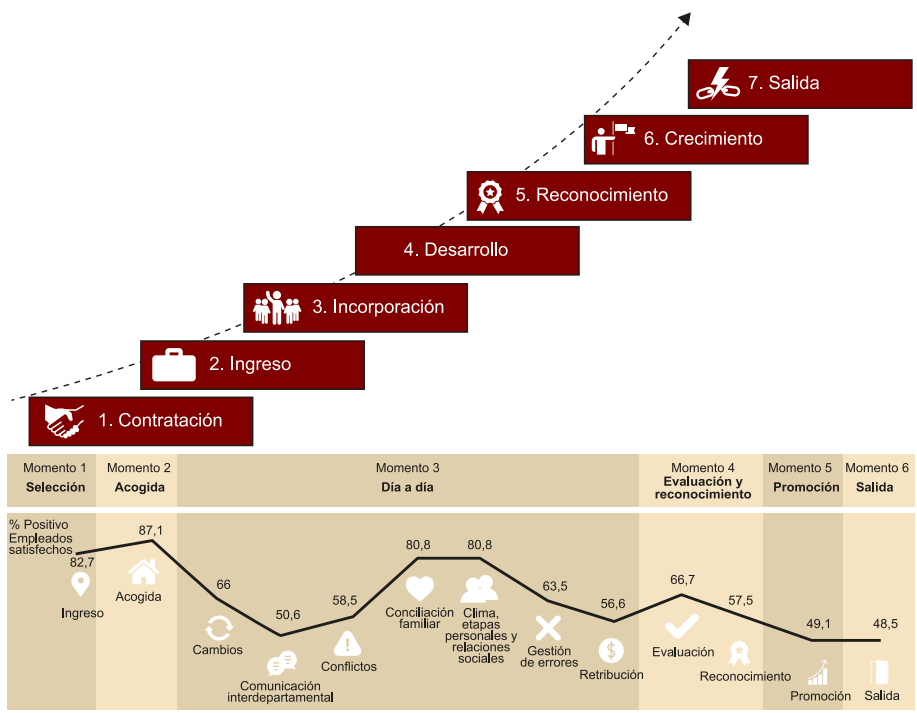 7. Salida
6. Crecimiento
5. Reconocimiento
4. Desarrollo
3. Incorporación
2. Ingreso
1. Contratación
Momento 1
Selección
Momento 2
Acogida
Momento 3
Día a día
Momento 4
Evaluación y
reconocimiento
Momento 5
Promoción
Momento 6
Salida
% Positivo
Empleados
satisfechos
82,7
Ingreso
87,1
Acogida
66
Cambios
50,6
Comunicación
interdepartamental
58,5
Conflictos
80,8
Conciliación
familiar
80,8
Clima,
etapas
personales y
relaciones
sociales
63,5
Gestión
de errores
56,6
$
Retribución
66,7
Evaluación
57,5
Reconocimiento
49,1
Promoción
48,5
Salida